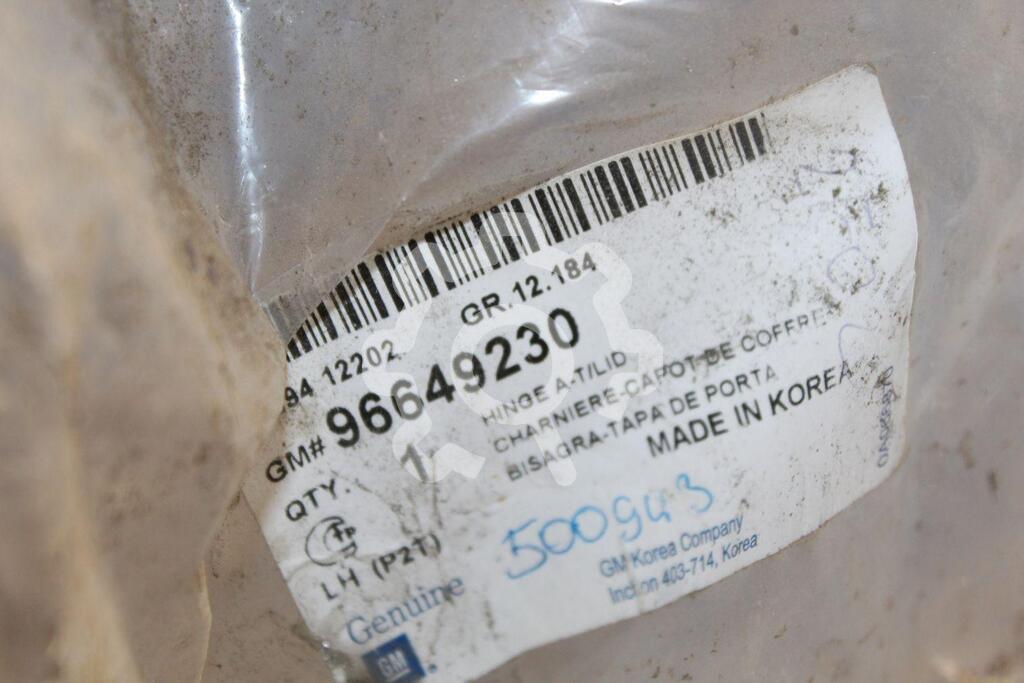 94 12202
GR.12.184
GM# 96649230
QTY. 1
HINGE A-T/LID
CHARNIERE-CAPOT DE COFFRE
BISAGRA-TAPA DE PORTA
MADE IN KOREA
LH (P2T)
500943
Genuine
GM
GM Korea Company
Incheon 403-714, Korea